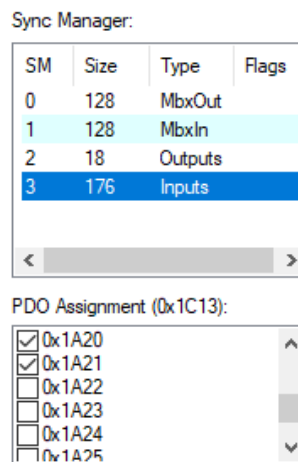 Sync Manager:
SM Size Type Flags
0 128 MbxOut
1 128 MbxIn
2 18 Outputs
3 176 Inputs
PDO Assignment (0x1C13):
0x1A20
0x1A21
0x1A22
0x1A23
0x1A24
0x1A25